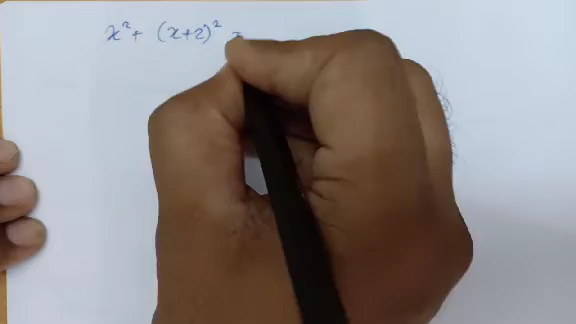 x² + (x+2)² =